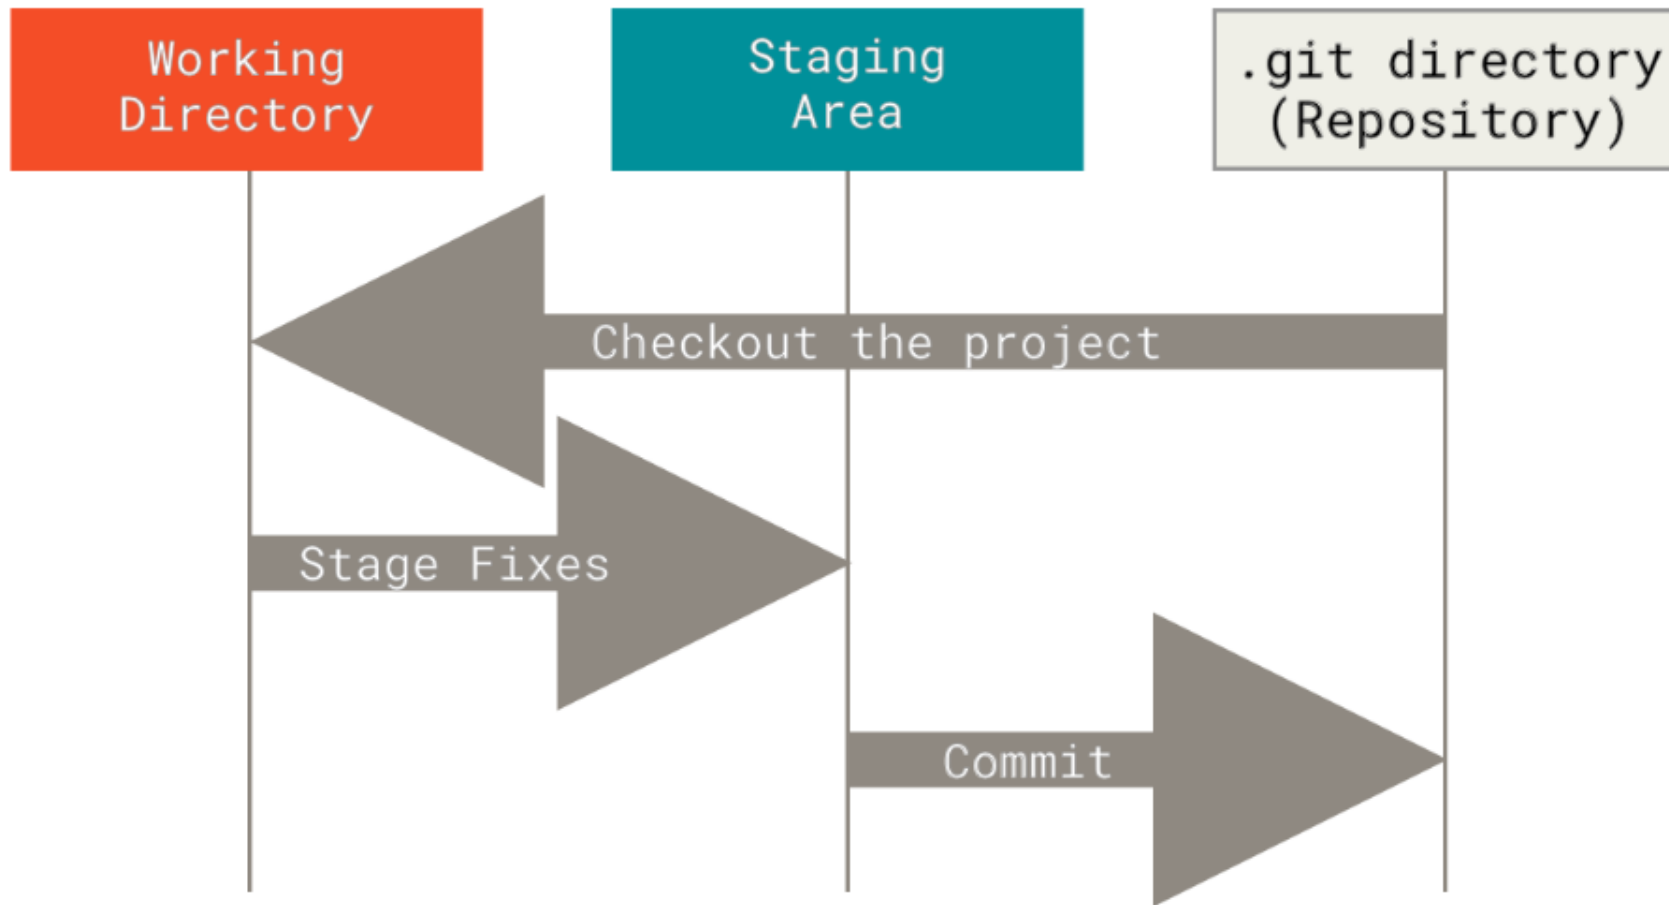 Working
Directory
Staging
Area
.git directory
(Repository)
Checkout the project
Stage Fixes
Commit